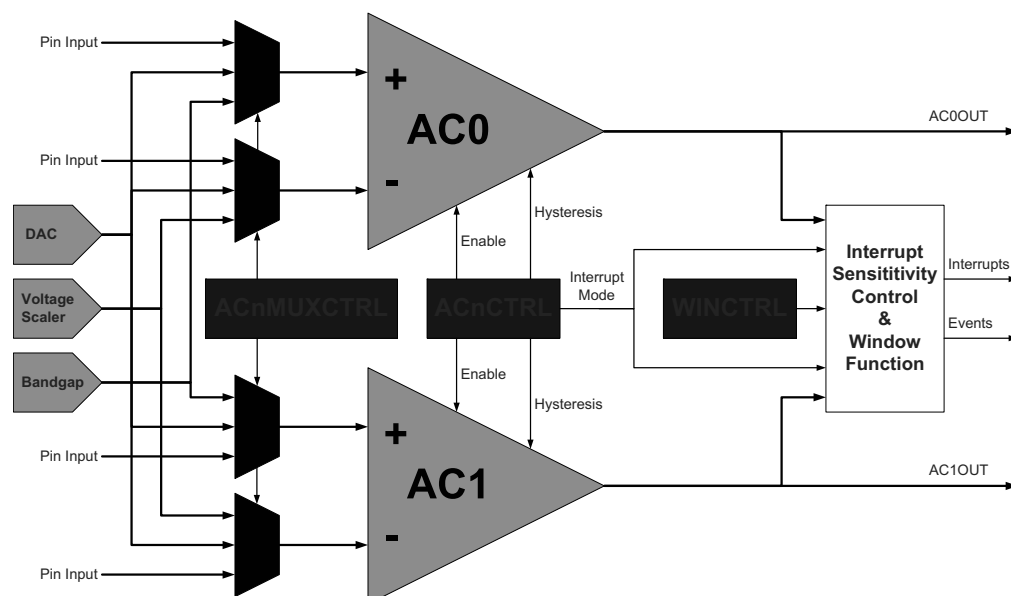 Pin Input
+
AC0
-
AC0OUT
Pin Input
Hysteresis
Enable
DAC
Voltage
Scaler
Bandgap
ACnMUXCTRL
ACnCTRL
Interrupt
Mode
WINCTRL
Interrupt
Sensititivity
Control
&
Window
Function
Interrupts
Events
Enable
Hysteresis
Pin Input
+
AC1
-
AC1OUT
Pin Input